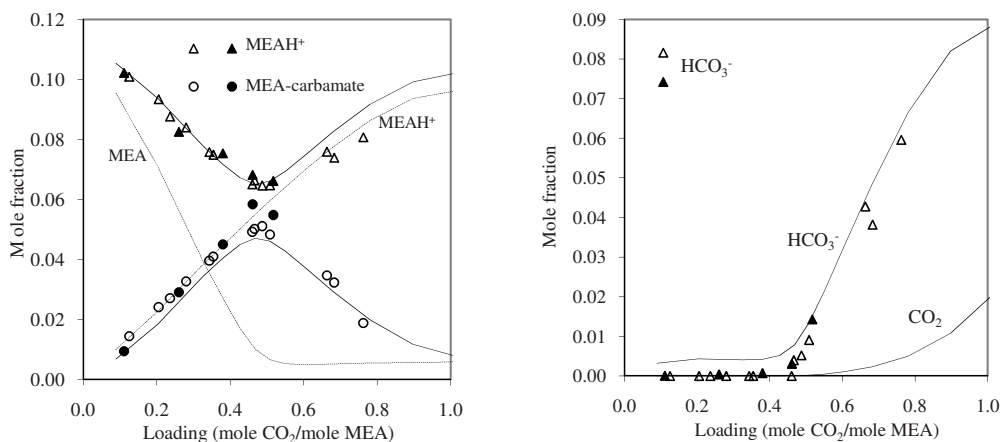 0.12
0.10
0.08
0.06
0.04
0.02
0.00
M ole fraction
MEAH⁺
MEA-carbamate
MEA
MEAH⁺
0.0 0.2 0.4 0.6 0.8 1.0
Loading (mole CO₂/mole MEA)
0.09
0.08
0.07
0.06
0.05
0.04
0.03
0.02
0.01
0.00
Mole fraction
HCO₃⁻
HCO₃⁻
CO₂
0.0 0.2 0.4 0.6 0.8 1.0
Loading (mole CO₂/mole MEA)